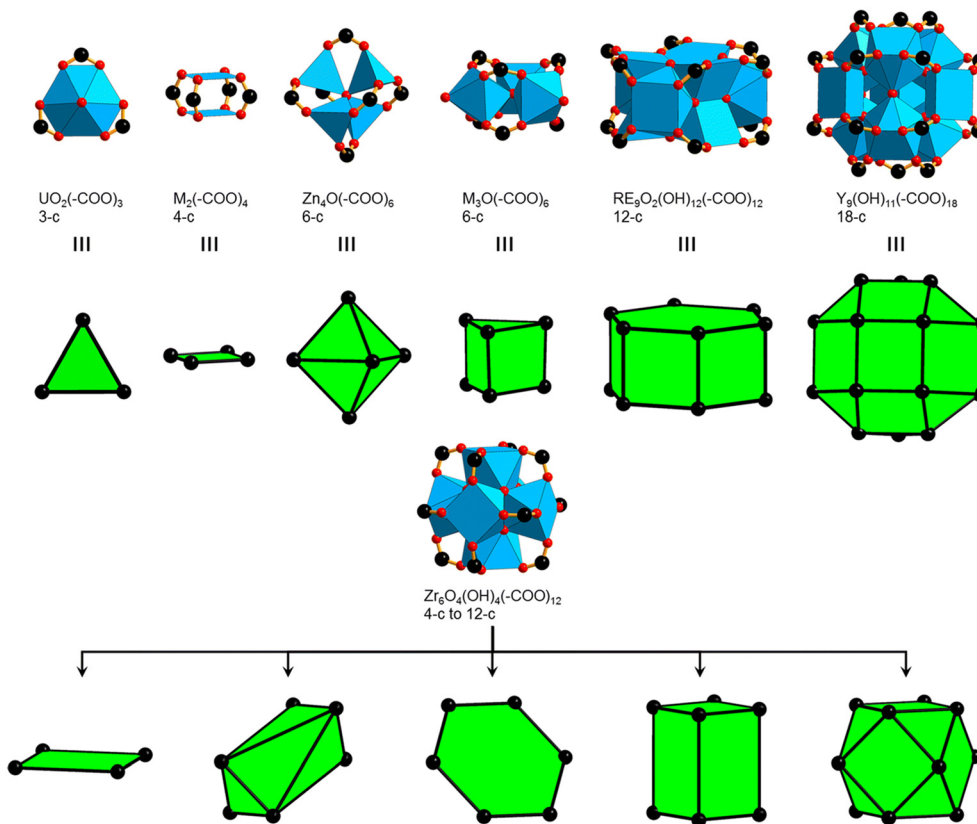 UO₂(-COO)₃
3-c
M₂(-COO)₄
4-c
Zn₄O(-COO)₆
6-c
M₃O(-COO)₆
6-c
RE₉O₂(OH)₁₂(-COO)₁₂
12-c
Y₉(OH)₁₁(-COO)₁₈
18-c
Zr₆O₄(OH)₄(-COO)₁₂
4-c to 12-c